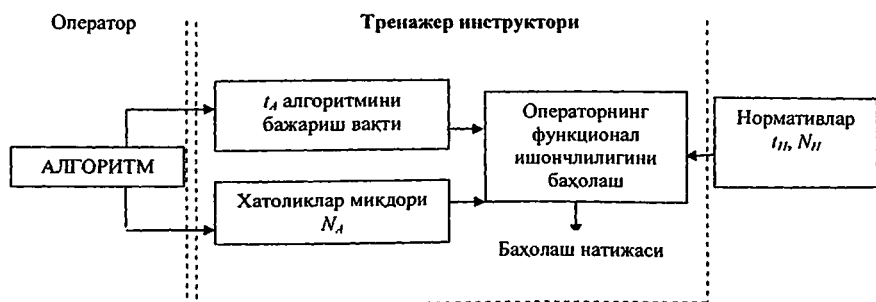 Оператор
Тренажер инструктори
t_A алгоритмини
бажариш вақти
Операторнинг
функционал
ишончлилигини
баҳолаш
Нормативлар
t_H, N_H
АЛГОРИТМ
Хатоликлар миқдори
N_A
Баҳолаш натижаси